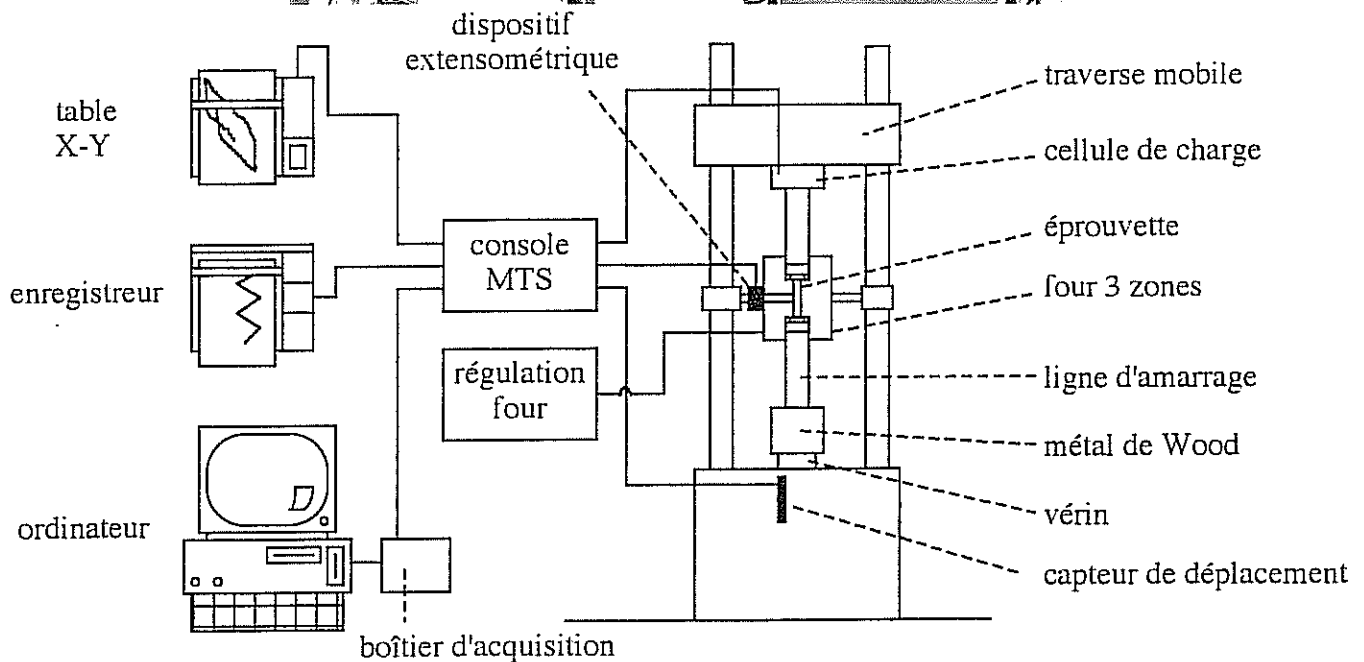 dispositif
extensométrique
table
X-Y
enregistreur
ordinateur
console
MTS
régulation
four
boîtier d'acquisition
traverse mobile
cellule de charge
éprouvette
four 3 zones
ligne d'amarrage
métal de Wood
vérin
capteur de déplacement